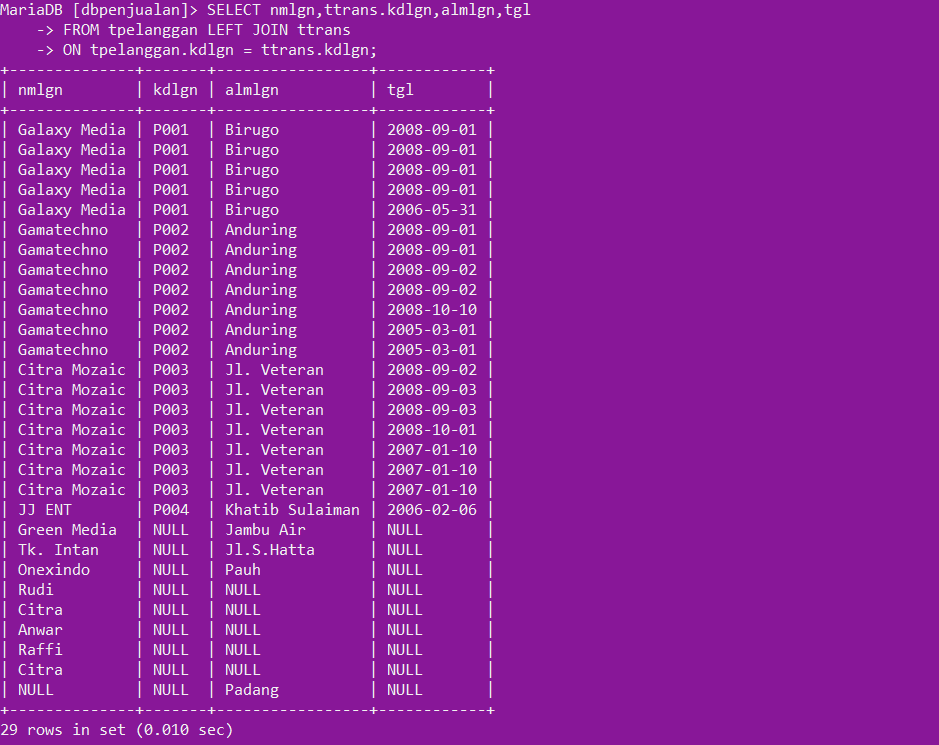 MariaDB [dbpenjualan]> SELECT nmlgn,ttrans.kdlgn,almlgn,tgl
    -> FROM tpelanggan LEFT JOIN ttrans
    -> ON tpelanggan.kdlgn = ttrans.kdlgn;
+--------------+-------+-----------------+------------+
| nmlgn        | kdlgn | almlgn          | tgl        |
+--------------+-------+-----------------+------------+
| Galaxy Media | P001  | Birugo          | 2008-09-01 |
| Galaxy Media | P001  | Birugo          | 2008-09-01 |
| Galaxy Media | P001  | Birugo          | 2008-09-01 |
| Galaxy Media | P001  | Birugo          | 2008-09-01 |
| Galaxy Media | P001  | Birugo          | 2006-05-31 |
| Gamatechno   | P002  | Anduring        | 2008-09-01 |
| Gamatechno   | P002  | Anduring        | 2008-09-01 |
| Gamatechno   | P002  | Anduring        | 2008-09-02 |
| Gamatechno   | P002  | Anduring        | 2008-09-02 |
| Gamatechno   | P002  | Anduring        | 2008-10-10 |
| Gamatechno   | P002  | Anduring        | 2005-03-01 |
| Gamatechno   | P002  | Anduring        | 2005-03-01 |
| Citra Mozaic | P003  | Jl. Veteran     | 2008-09-02 |
| Citra Mozaic | P003  | Jl. Veteran     | 2008-09-03 |
| Citra Mozaic | P003  | Jl. Veteran     | 2008-09-03 |
| Citra Mozaic | P003  | Jl. Veteran     | 2008-10-01 |
| Citra Mozaic | P003  | Jl. Veteran     | 2007-01-10 |
| Citra Mozaic | P003  | Jl. Veteran     | 2007-01-10 |
| Citra Mozaic | P003  | Jl. Veteran     | 2007-01-10 |
| JJ ENT       | P004  | Khatib Sulaiman | 2006-02-06 |
| Green Media  | NULL  | Jambu Air       | NULL       |
| Tk. Intan    | NULL  | Jl.S.Hatta      | NULL       |
| Onexindo     | NULL  | Pauh            | NULL       |
| Rudi         | NULL  | NULL            | NULL       |
| Citra        | NULL  | NULL            | NULL       |
| Anwar        | NULL  | NULL            | NULL       |
| Raffi        | NULL  | NULL            | NULL       |
| Citra        | NULL  | NULL            | NULL       |
| NULL         | NULL  | Padang          | NULL       |
+--------------+-------+-----------------+------------+
29 rows in set (0.010 sec)